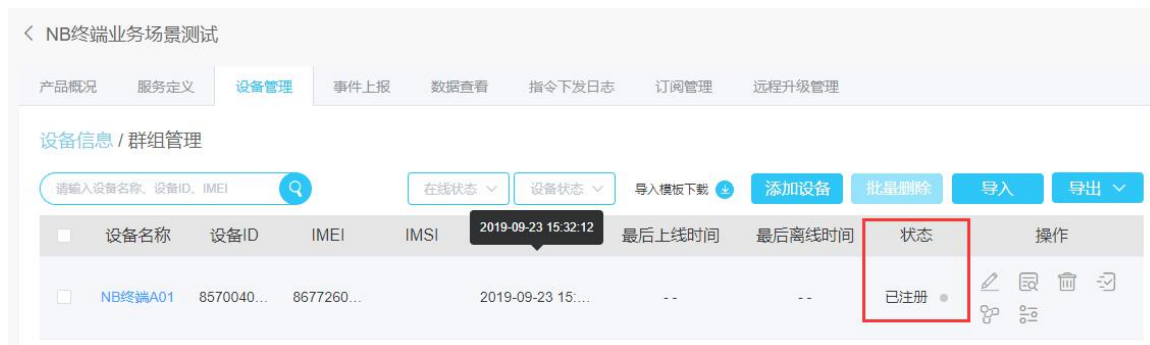 NB终端业务场景测试
产品概况 服务定义 设备管理 事件上报 数据查看 指令下发日志 订阅管理 远程升级管理
设备信息 / 群组管理
请输入设备名称、设备ID、IMEI 在线状态 设备状态 导入模板下载 添加设备 批量删除 导入 导出
2019-09-23 15:32:12
设备名称 设备ID IMEI IMSI 最后上线时间 最后离线时间 状态 操作
NB终端A01 8570040... 8677260... 2019-09-23 15:... -- -- 已注册